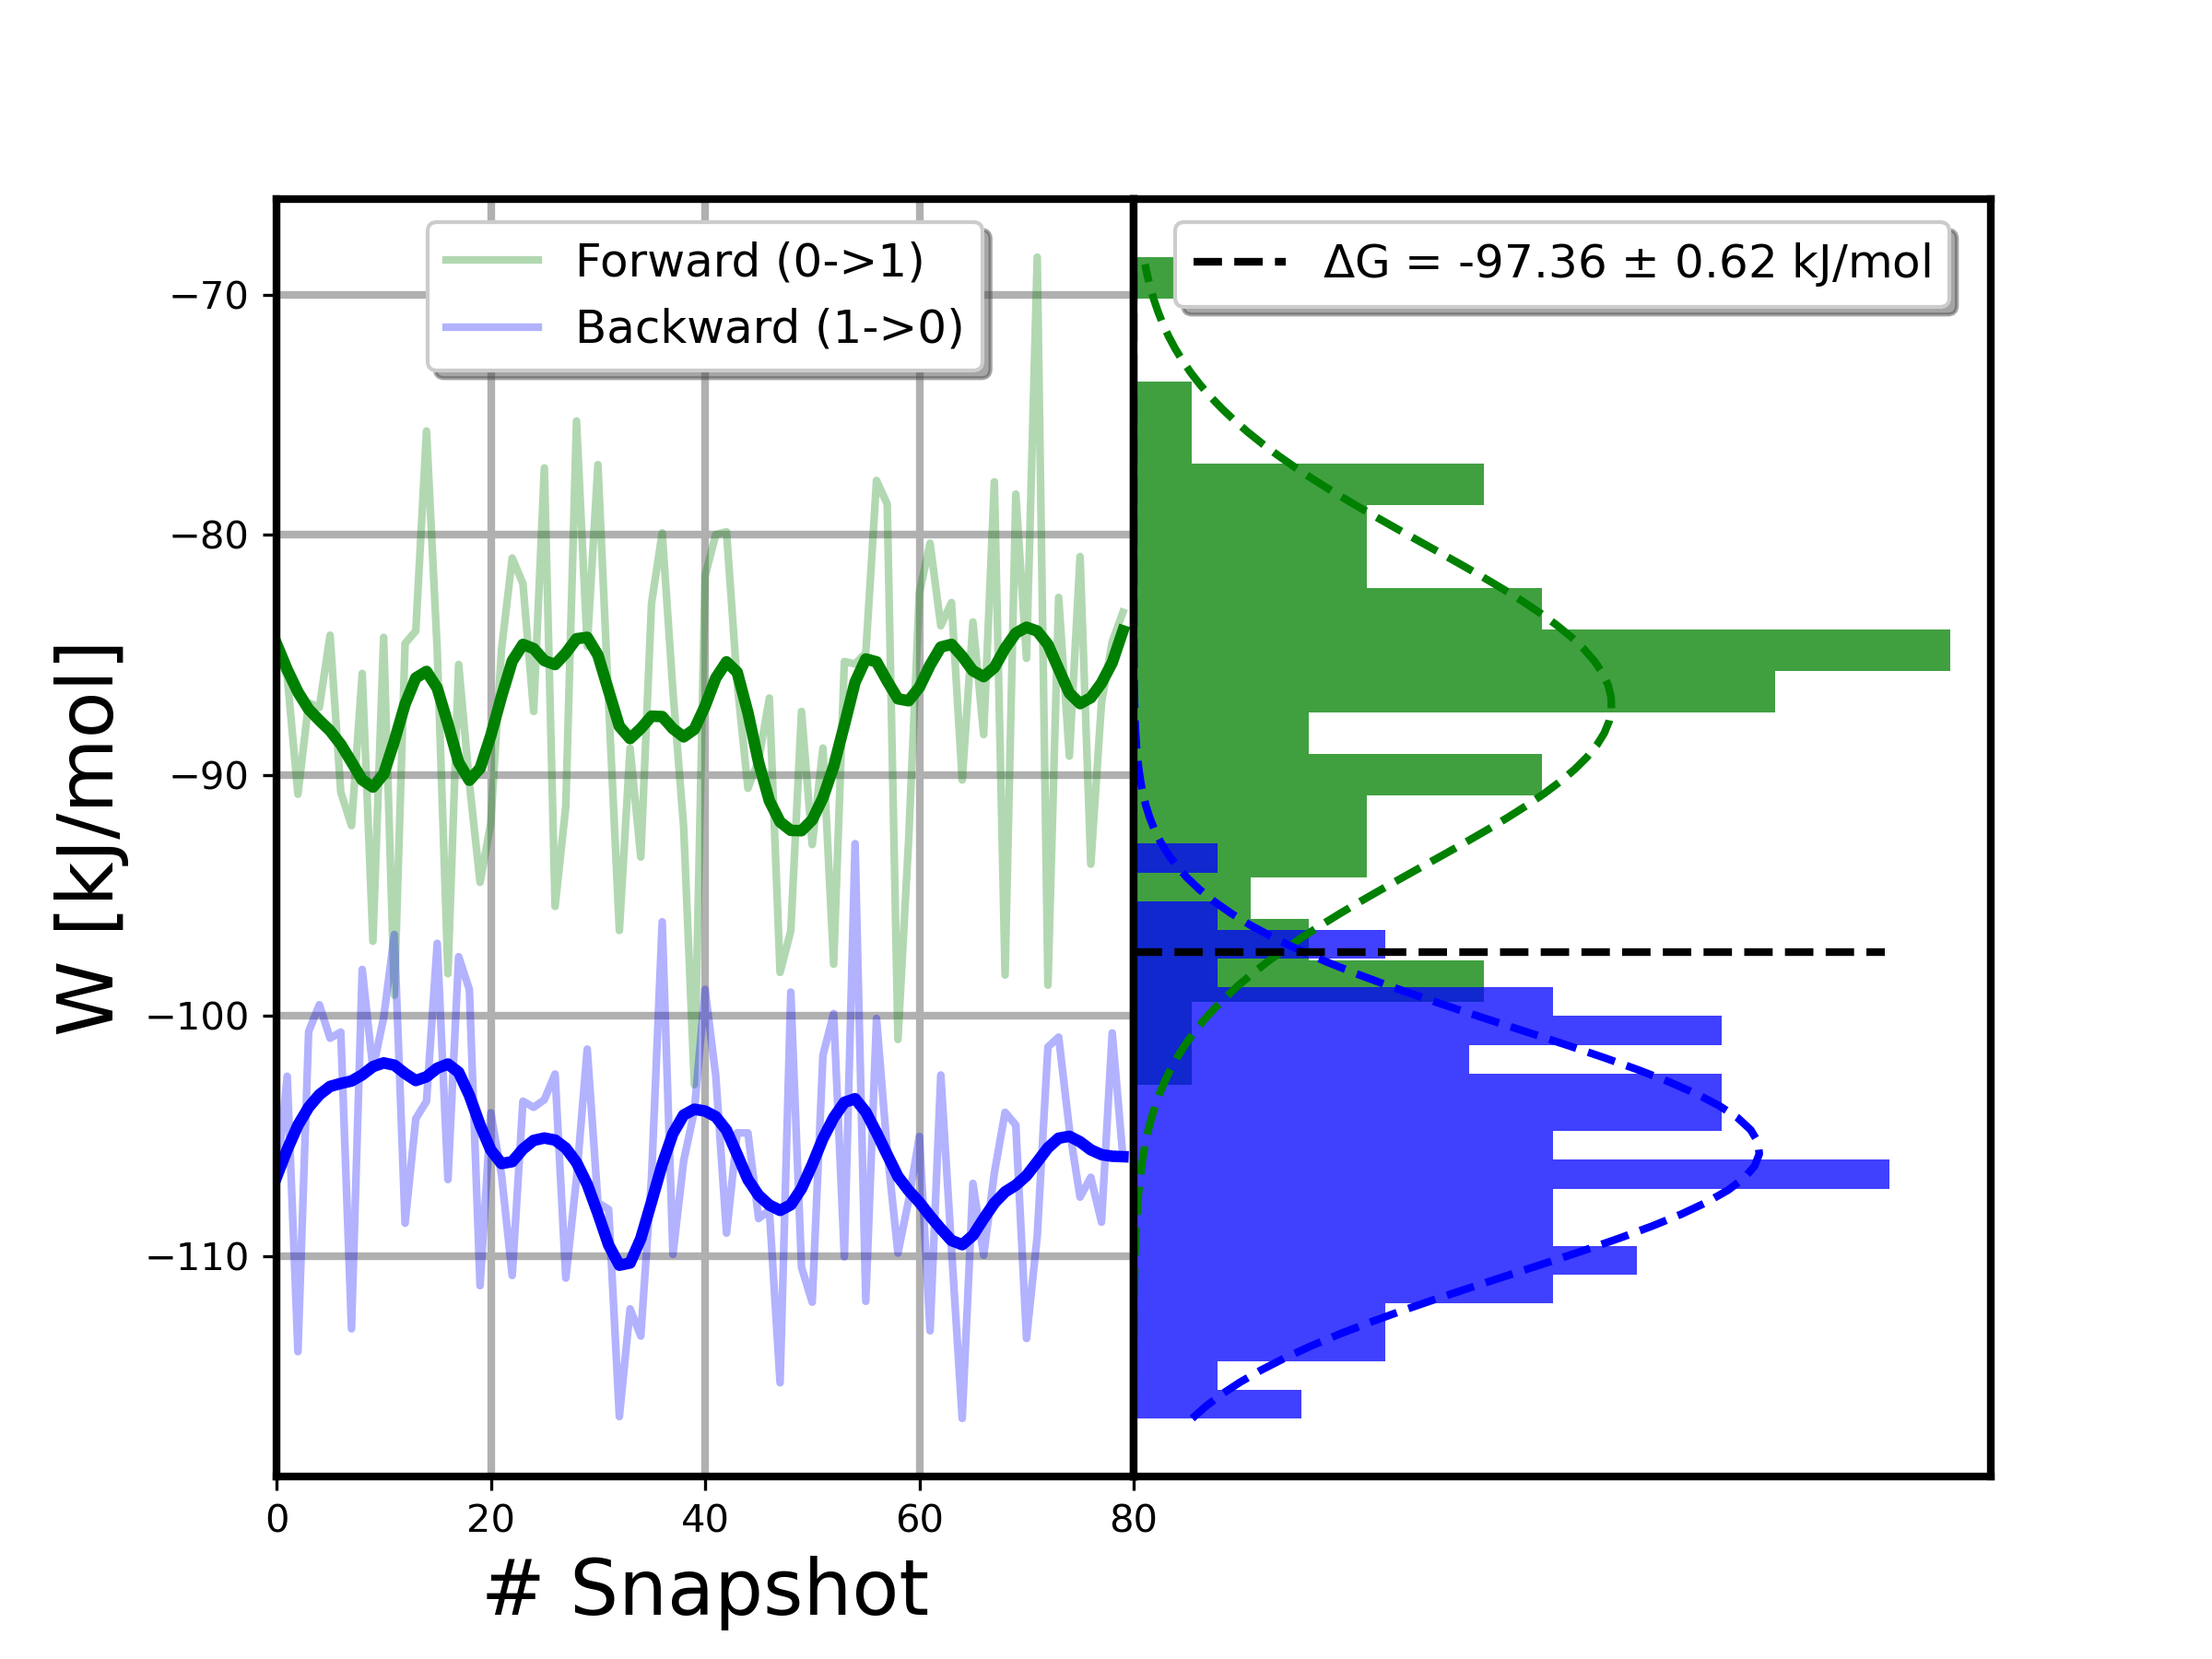 Forward (0->1)
Backward (1->0)
ΔG = -97.36 ± 0.62 kJ/mol
−70
−80
−90
−100
−110
W [kJ/mol]
0 20 40 60 80
# Snapshot